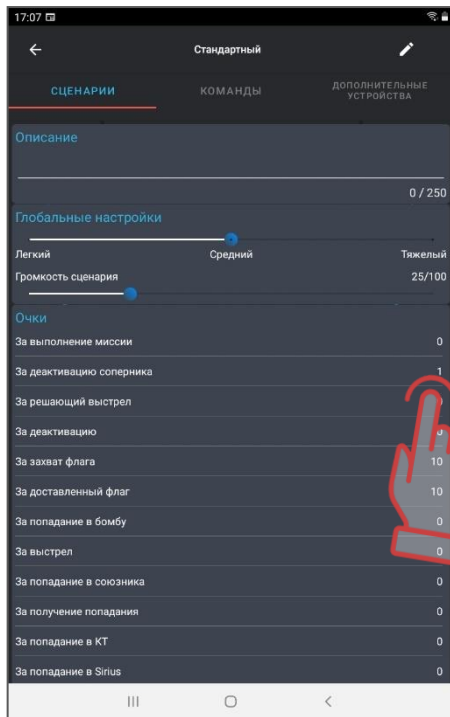 17:07
Стандартный
СЦЕНАРИИ
КОМАНДЫ
ДОПОЛНИТЕЛЬНЫЕ
УСТРОЙСТВА
Описание
0 / 250
Глобальные настройки
Легкий Средний Тяжелый
Громкость сценария 25/100
Очки
За выполнение миссии 0
За деактивацию соперника 1
За решающий выстрел
За деактивацию
За захват флага 10
За доставленный флаг 10
За попадание в бомбу 0
За выстрел 0
За попадание в союзника 0
За получение попадания 0
За попадание в КТ 0
За попадание в Sirius 0